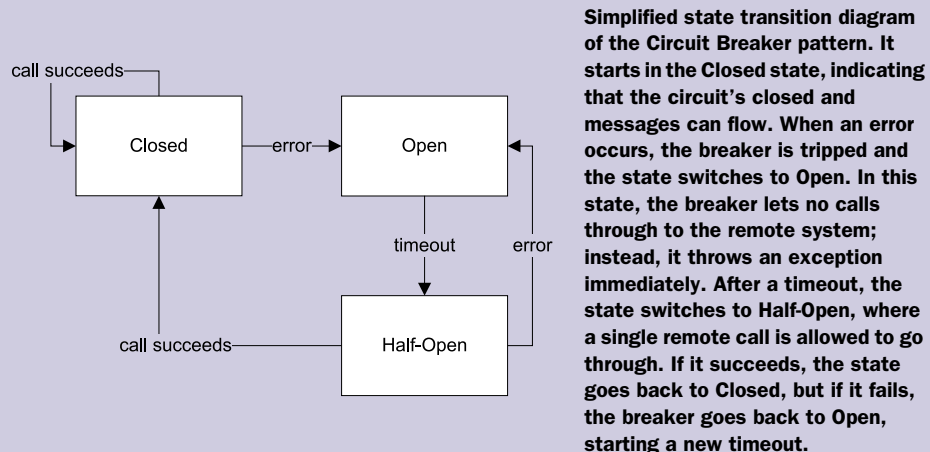 call succeeds
Closed
error
Open
timeout
error
call succeeds
Half-Open
Simplified state transition diagram
of the Circuit Breaker pattern. It
starts in the Closed state, indicating
that the circuit's closed and
messages can flow. When an error
occurs, the breaker is tripped and
the state switches to Open. In this
state, the breaker lets no calls
through to the remote system;
instead, it throws an exception
immediately. After a timeout, the
state switches to Half-Open, where
a single remote call is allowed to go
through. If it succeeds, the state
goes back to Closed, but if it fails,
the breaker goes back to Open,
starting a new timeout.